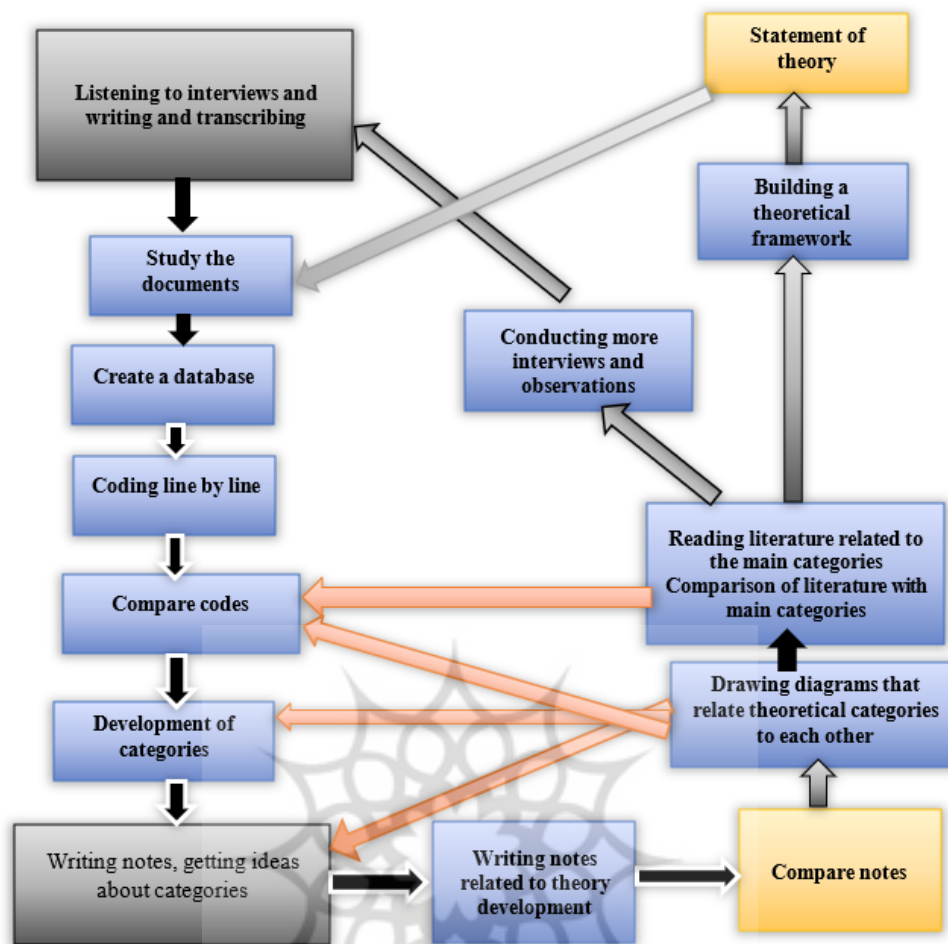 Listening to interviews and
writing and transcribing
Study the
documents
Create a database
Coding line by line
Compare codes
Development of
categories
Writing notes, getting ideas
about categories
Writing notes
related to theory
development
Compare notes
Drawing diagrams that
relate theoretical categories
to each other
Reading literature related to
the main categories
Comparison of literature with
main categories
Conducting more
interviews and
observations
Building a
theoretical
framework
Statement of
theory